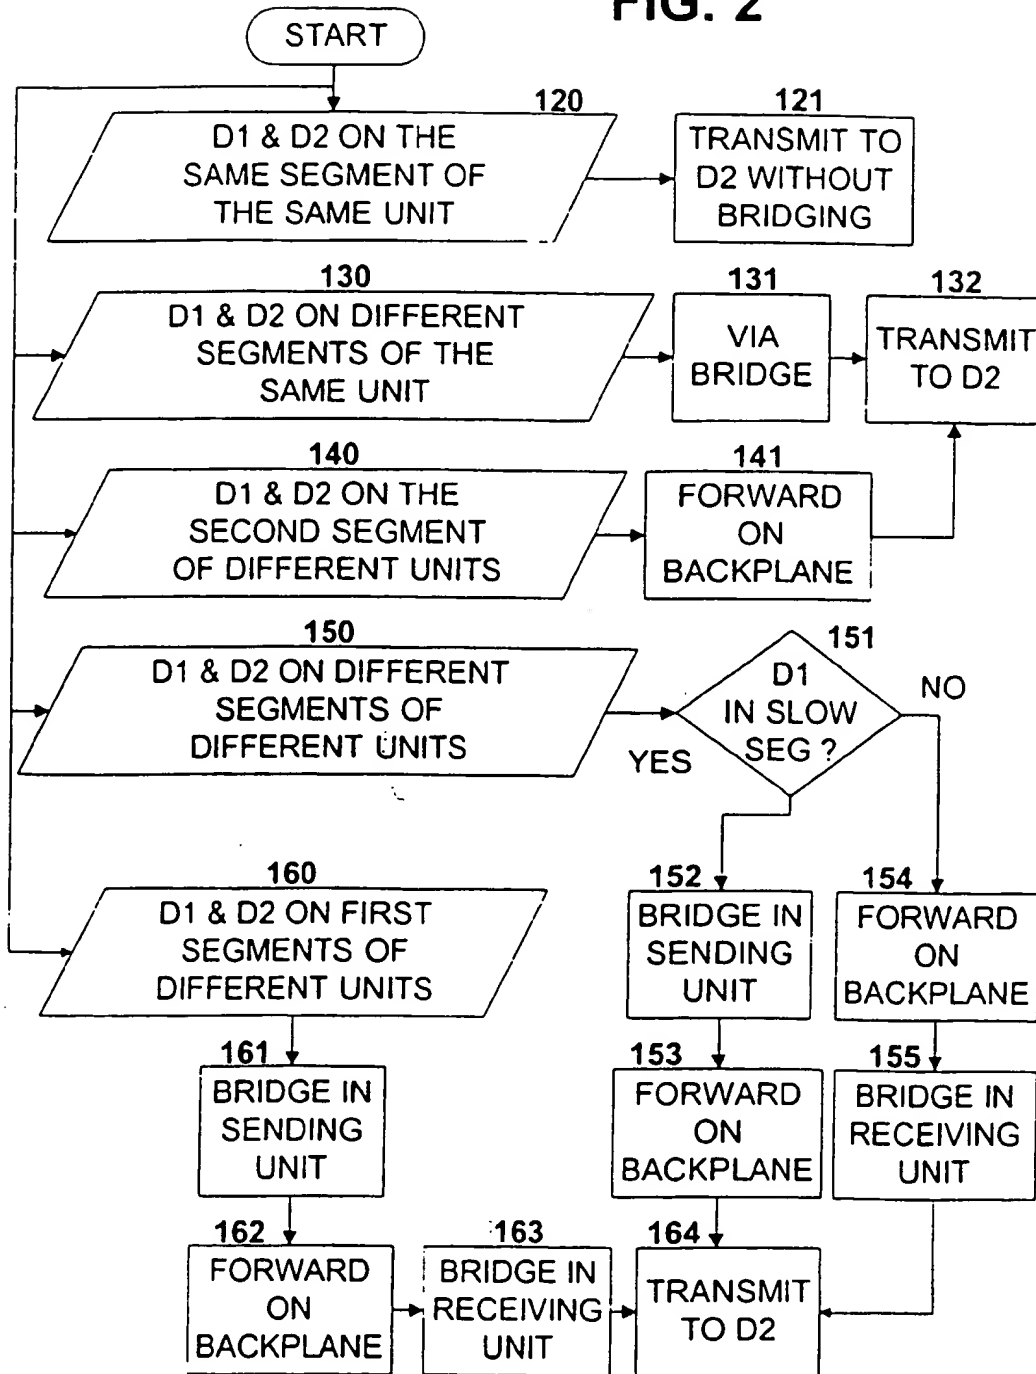 FIG. 2
START
120
D1 & D2 ON THE
SAME SEGMENT OF
THE SAME UNIT
121
TRANSMIT TO
D2 WITHOUT
BRIDGING
130
D1 & D2 ON DIFFERENT
SEGMENTS OF THE
SAME UNIT
131
VIA
BRIDGE
132
TRANSMIT
TO D2
140
D1 & D2 ON THE
SECOND SEGMENT
OF DIFFERENT UNITS
141
FORWARD
ON
BACKPLANE
150
D1 & D2 ON DIFFERENT
SEGMENTS OF
DIFFERENT UNITS
151
D1
IN SLOW
SEG ?
NO
YES
160
D1 & D2 ON FIRST
SEGMENTS OF
DIFFERENT UNITS
152
BRIDGE IN
SENDING
UNIT
154
FORWARD
ON
BACKPLANE
161
BRIDGE IN
SENDING
UNIT
153
FORWARD
ON
BACKPLANE
155
BRIDGE IN
RECEIVING
UNIT
162
FORWARD
ON
BACKPLANE
163
BRIDGE IN
RECEIVING
UNIT
164
TRANSMIT
TO D2